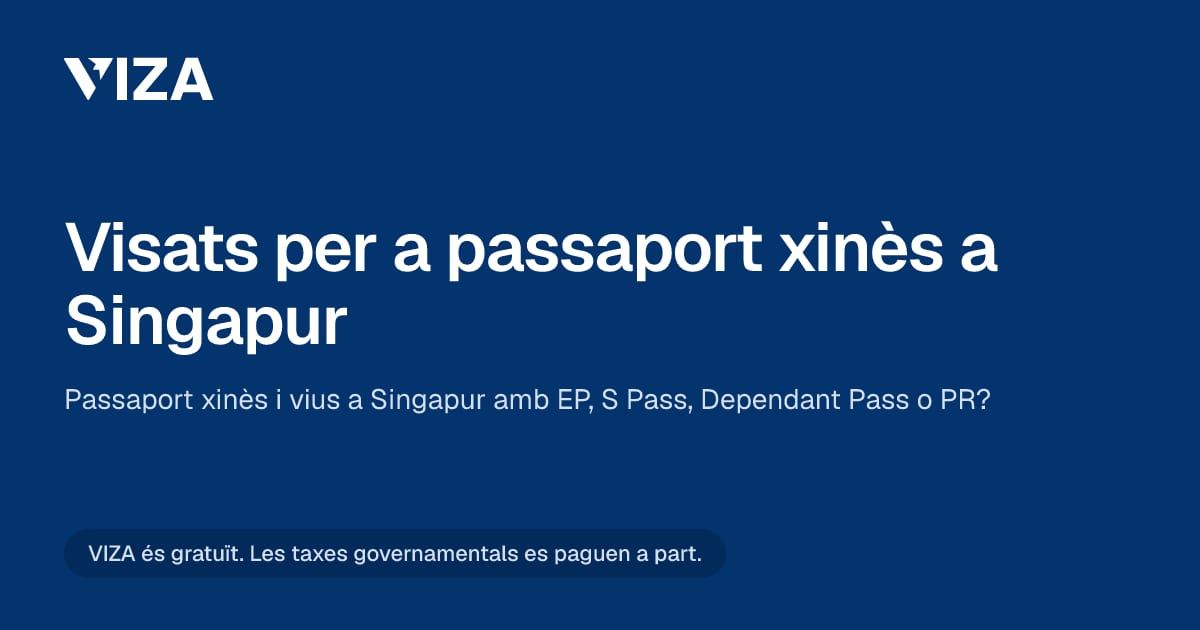 VIZA
Visats per a passaport xinès a
Singapur
Passaport xinès i vius a Singapur amb EP, S Pass, Dependant Pass o PR?
VIZA és gratuït. Les taxes governamentals es paguen a part.